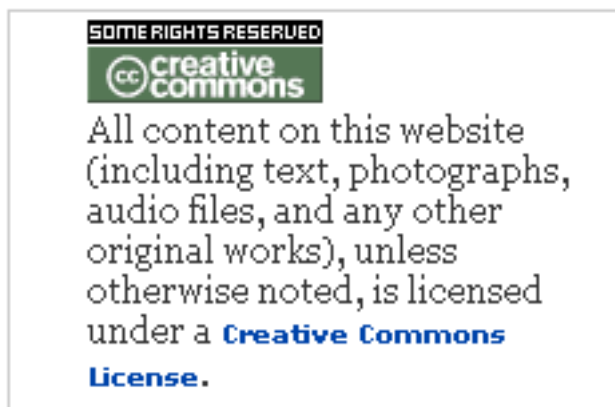 SOME RIGHTS RESERVED
cc creative
commons
All content on this website
(including text, photographs,
audio files, and any other
original works), unless
otherwise noted, is licensed
under a Creative Commons
License.